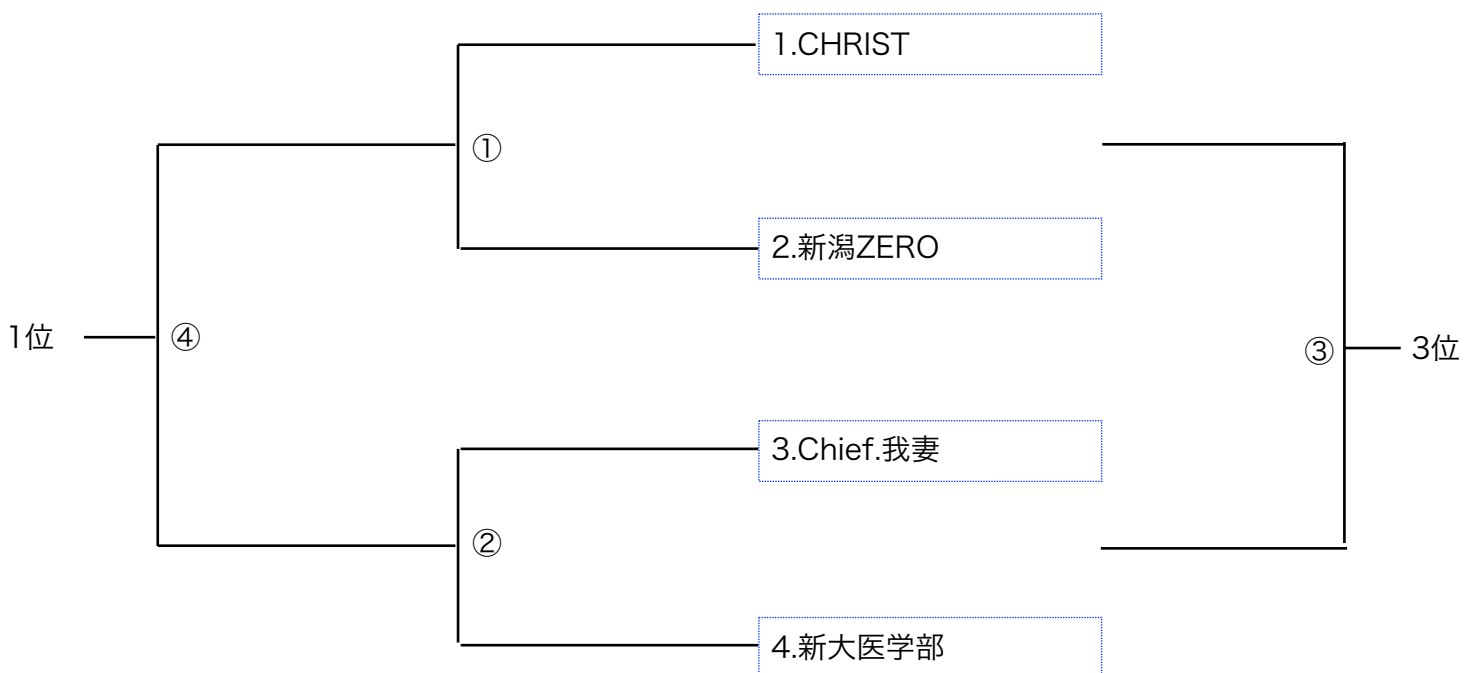 1.CHRIST
①
2.新潟ZERO
1位
④
③
3位
3.Chief.我妻
②
4.新大医学部